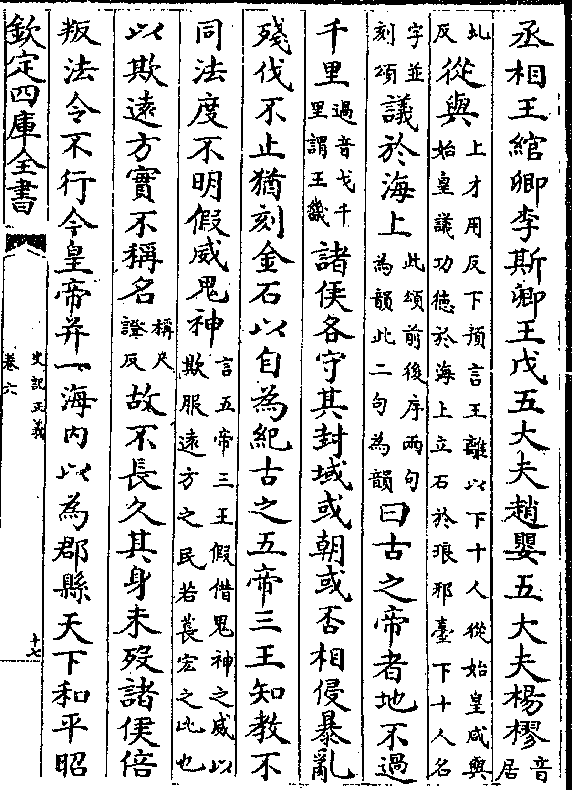 丞相王綰卿李斯卿王戊五大夫趙嬰五大夫楊樛音居
虬反從與上才用反下預言王離以下十人從始皇咸與始皇議功德於海上立石於琅邪臺下十人名
字並刻頌議於海上此頌前後序兩句為韻此二句為韻曰古之帝者地不過
千里過音戈千里謂王畿諸侯各守其封域或朝或否相侵暴亂
殘伐不止猶刻金石以自為紀古之五帝三王知教不
同法度不明假威鬼神言五帝三王假借鬼神之威以欺服遠方之民若萇宏之比也
以欺遠方實不稱名稱尺證反故不長久其身未歿諸侯倍
叛法令不行今皇帝并一海內以為郡縣天下和平昭
欽定四庫全書
史記正義
卷六
十七